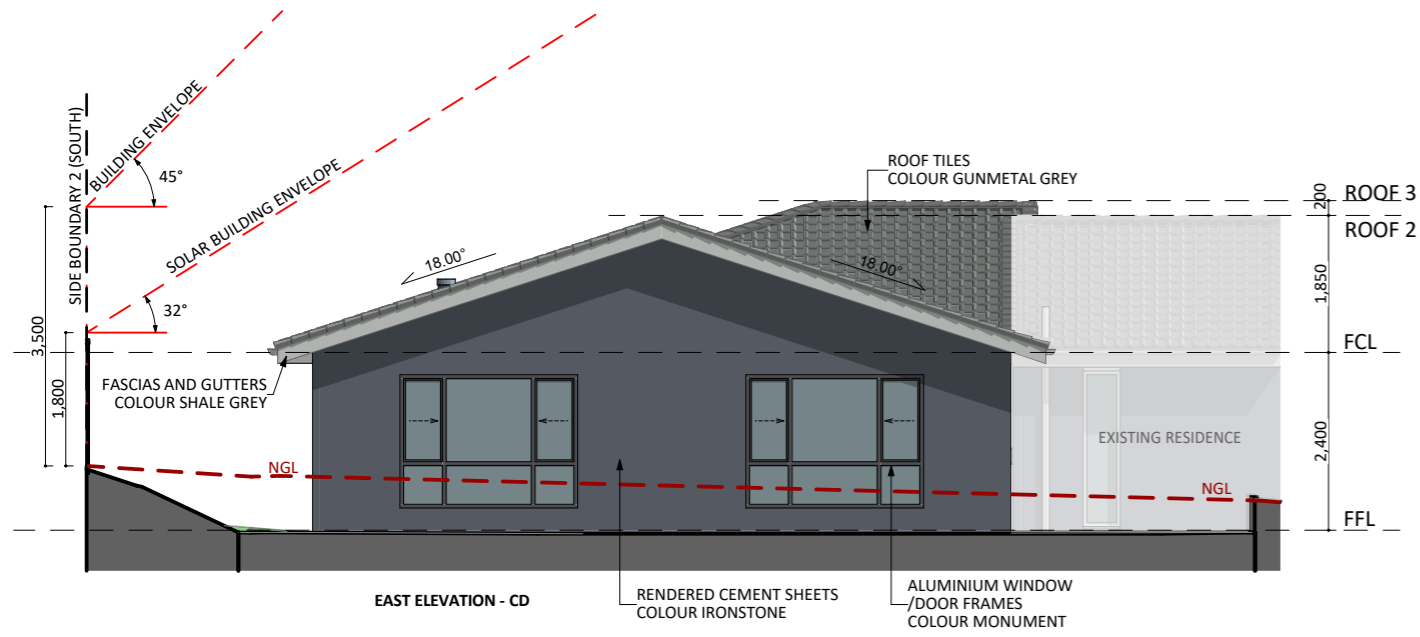 SIDE BOUNDARY 2 (SOUTH)
BUILDING ENVELOPE
45°
SOLAR BUILDING ENVELOPE
32°
3,500
1,800
FASCIAS AND GUTTERS
COLOUR SHALE GREY
18.00°
ROOF TILES
COLOUR GUNMETAL GREY
18.00°
200
ROOF 3
ROOF 2
1,850
FCL
2,400
EXISTING RESIDENCE
NGL
NGL
FFL
EAST ELEVATION - CD
RENDERED CEMENT SHEETS
COLOUR IRONSTONE
ALUMINIUM WINDOW
/DOOR FRAMES
COLOUR MONUMENT